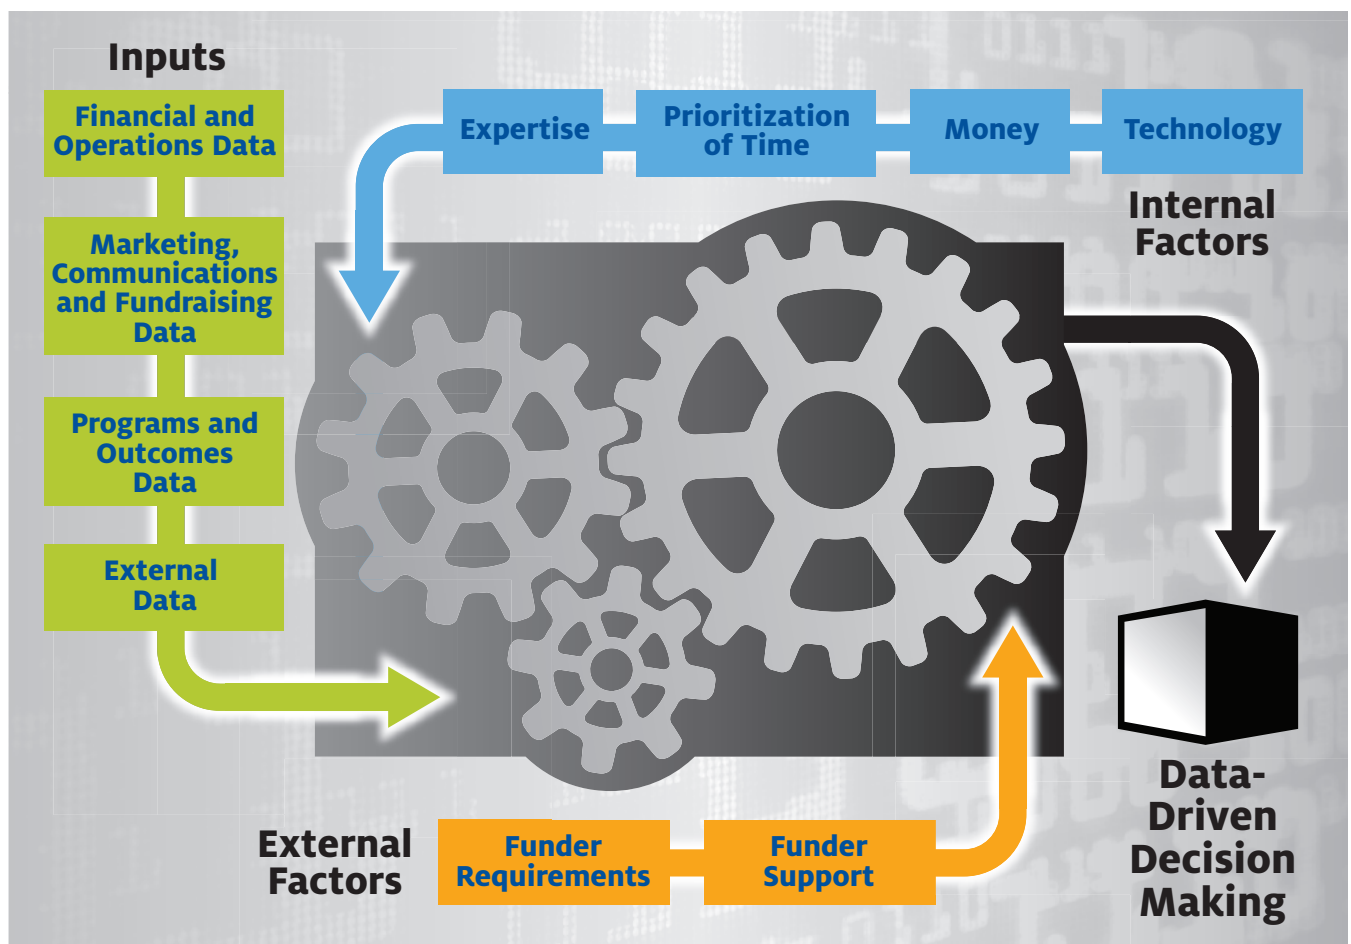 Inputs
Financial and
Operations Data
Marketing,
Communications
and Fundraising
Data
Programs and
Outcomes
Data
External
Data
Expertise
Prioritization
of Time
Money
Technology
Internal
Factors
External
Factors
Funder
Requirements
Funder
Support
Data-
Driven
Decision
Making